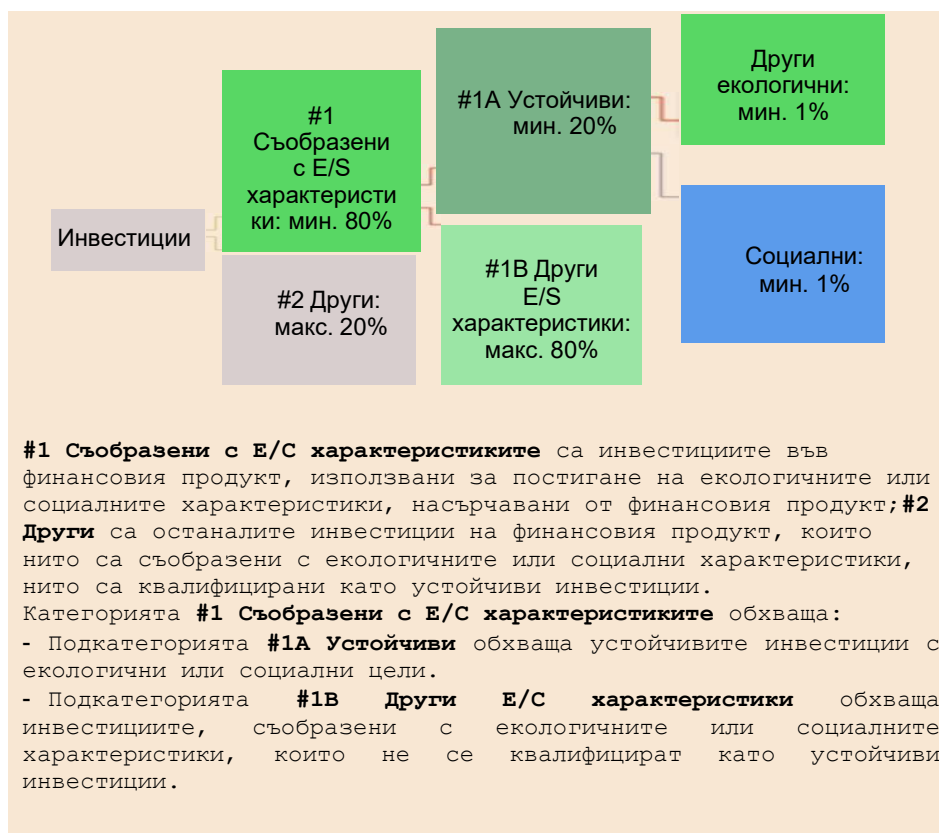 Инвестиции
#1
Съобразени
с E/S
характеристи
ки: мин. 80%
#2 Други:
макс. 20%
#1A Устойчиви:
мин. 20%
#1B Други
E/S
характеристики:
макс. 80%
Други
екологични:
мин. 1%
Социални:
мин. 1%
#1 Съобразени с Е/С характеристиките са инвестициите във
финансовия продукт, използвани за постигане на екологичните или
социалните характеристики, насърчавани от финансовия продукт;#2
Други са останалите инвестиции на финансовия продукт, които
нито са съобразени с екологичните или социални характеристики,
нито са квалифицирани като устойчиви инвестиции.
Категорията #1 Съобразени с Е/С характеристиките обхваща:
- Подкатегорията #1A Устойчиви обхваща устойчивите инвестиции с
екологични или социални цели.
- Подкатегорията #1B Други Е/С характеристики обхваща
инвестициите, съобразени с екологичните или социалните
характеристики, които не се квалифицират като устойчиви
инвестиции.